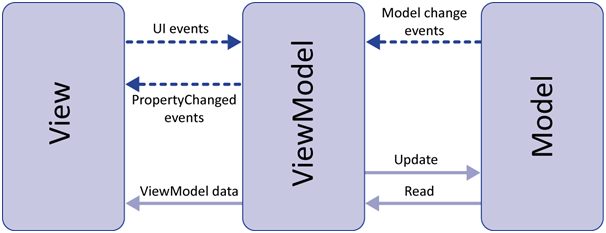 View
UI events
PropertyChanged
events
ViewModel data
ViewModel
Model change
events
Update
Read
Model